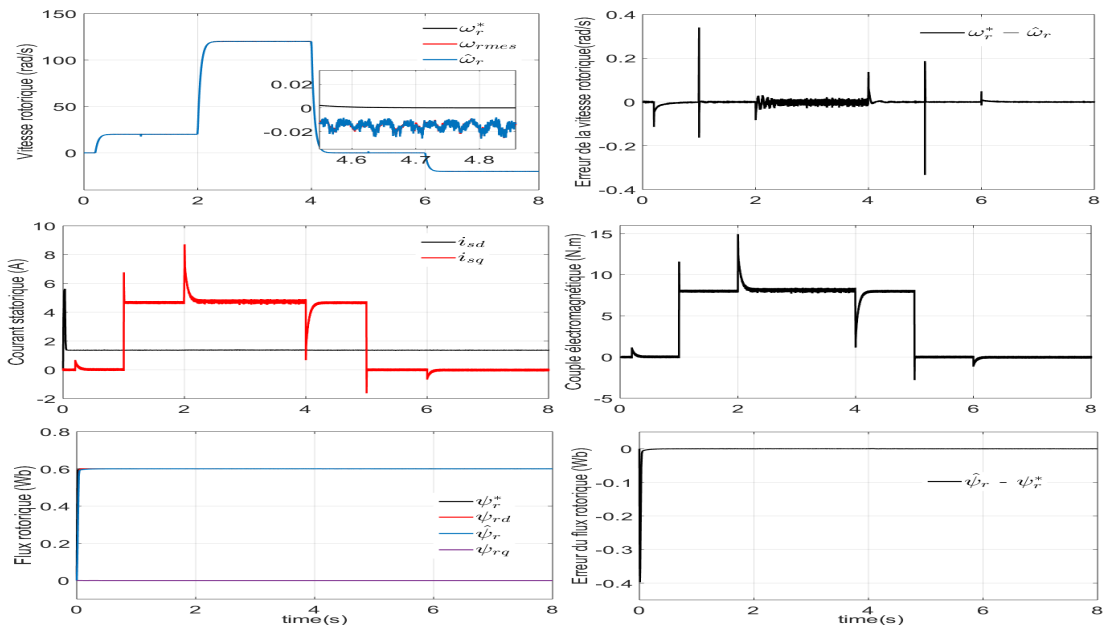 Vitesse rotorique (rad/s)
150
100
50
0
0 2 4 6 8
ω*r
ωrmes
ω̂r
0.02
0
-0.02
4.6 4.7 4.8
Erreur de la vitesse rotorique(rad/s)
0.4
0.2
0
-0.2
-0.4
0 1 2 3 4 5 6 7 8
ω*r - ω̂r
Courant statorique (A)
10
8
6
4
2
0
-2
0 2 4 6 8
isd
isq
Couple électromagnétique (N.m)
15
10
5
0
-5
0 2 4 6 8
Flux rotorique (Wb)
0.8
0.6
0.4
0.2
0
0 2 4 6 8
time(s)
ψ*r
ψrd
ψ̂r
ψrq
Erreur du flux rotorique (Wb)
0
-0.1
-0.2
-0.3
-0.4
0 2 4 6 8
time(s)
ψ̂r - ψ*r